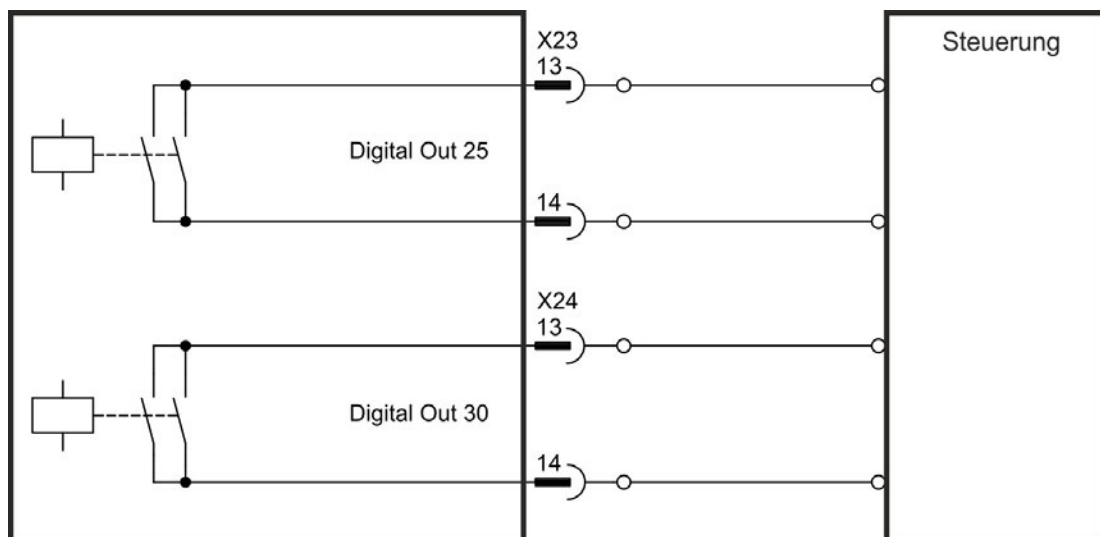 X23
13
Steuerung
Digital Out 25
14
X24
13
Digital Out 30
14